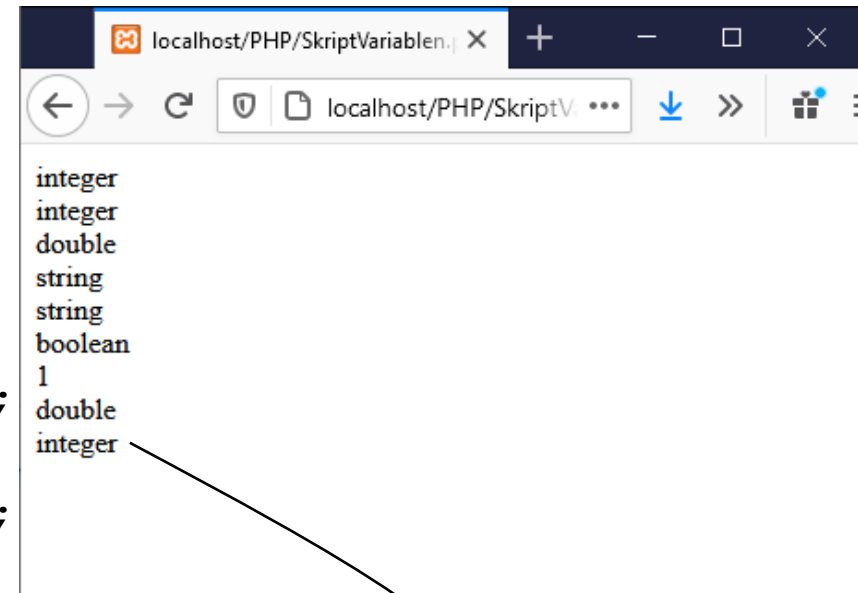 localhost/PHP/SkriptVariablen.
localhost/PHP/SkriptV
integer
integer
double
string
string
boolean
1
double
integer
;
;